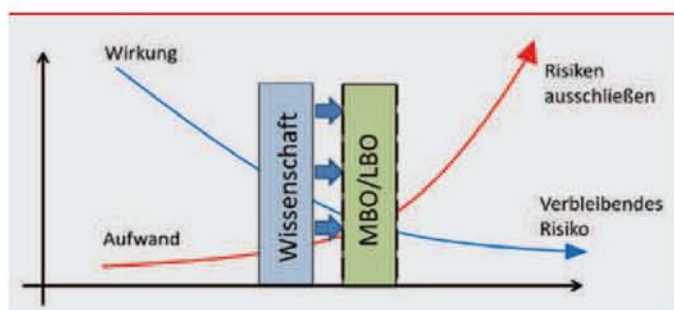 Wirkung
Aufwand
Wissenschaft
MBO/LBO
Risiken
ausschließen
Verbleibendes
Risiko